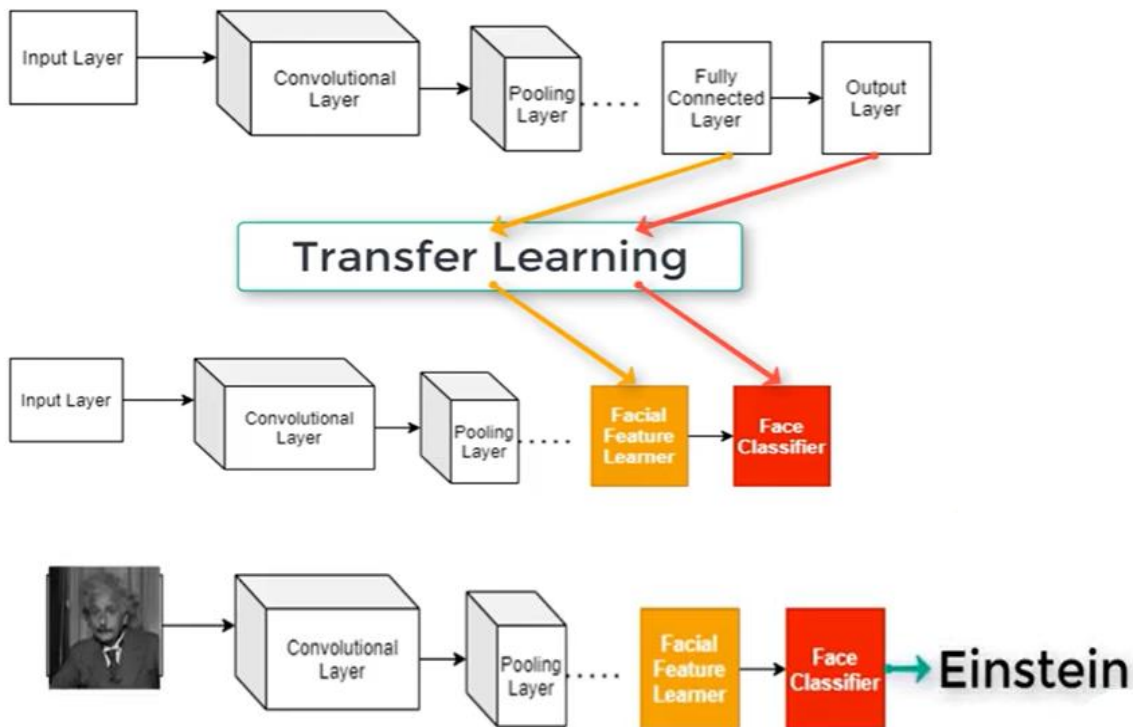 Input Layer
Convolutional
Layer
Pooling
Layer
.....
Fully
Connected
Layer
Output
Layer
Transfer Learning
Input Layer
Convolutional
Layer
Pooling
Layer
.....
Facial
Feature
Learner
Face
Classifier
Convolutional
Layer
Pooling
Layer
.....
Facial
Feature
Learner
Face
Classifier
Einstein